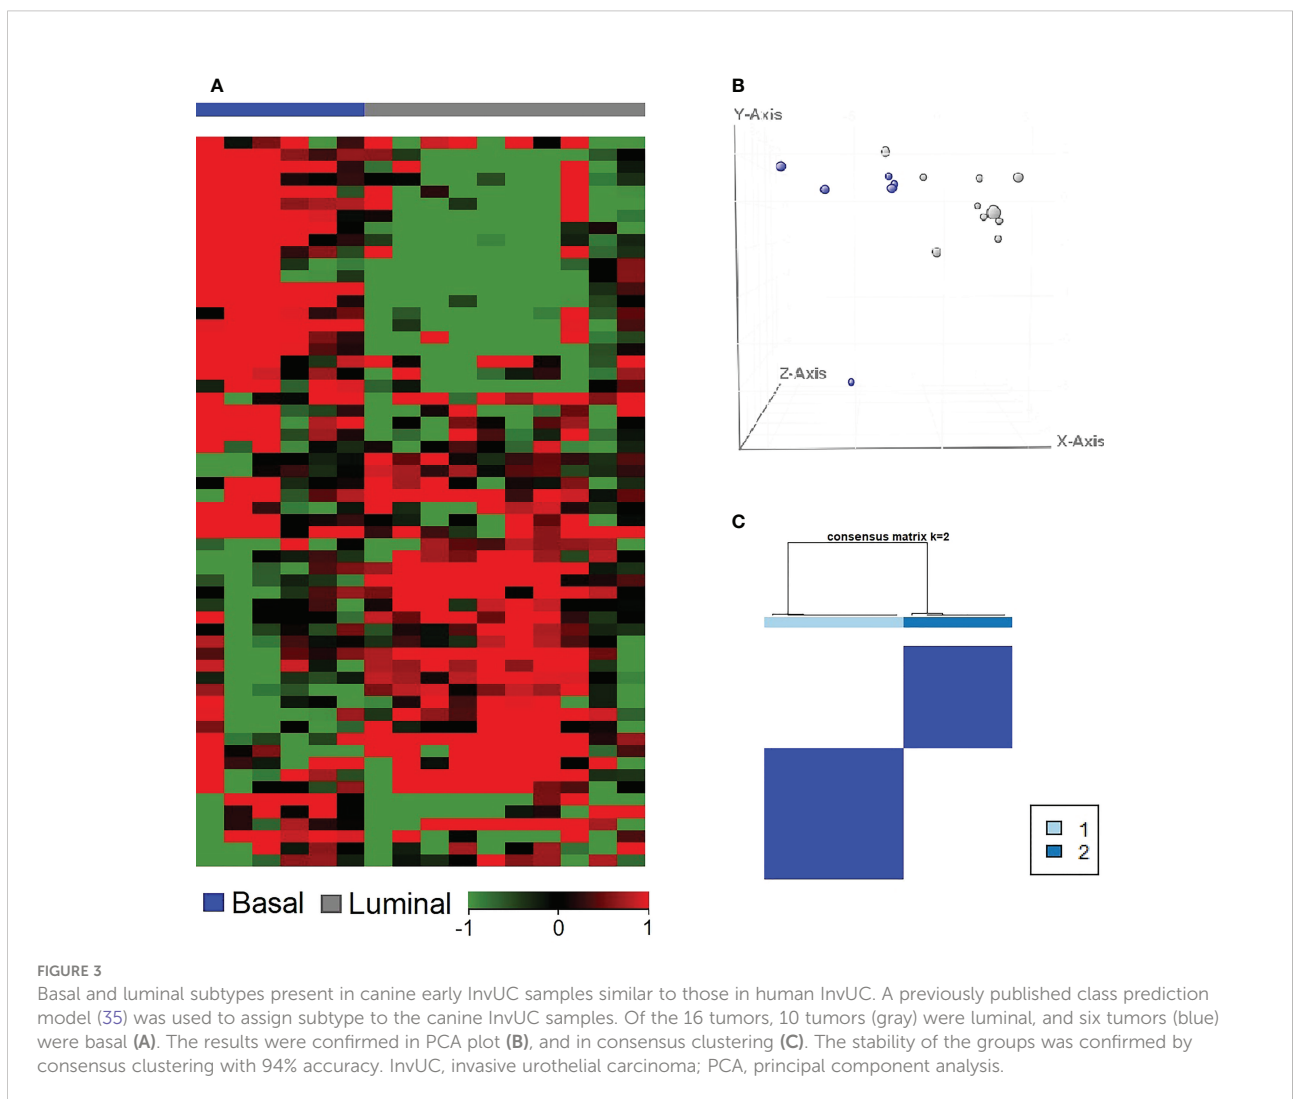 A
B
Y-Axis
Z-Axis
X-Axis
C
consensus matrix k=2
1
2
Basal
Luminal
-1
0
1
FIGURE 3
Basal and luminal subtypes present in canine early InvUC samples similar to those in human InvUC. A previously published class prediction
model (35) was used to assign subtype to the canine InvUC samples. Of the 16 tumors, 10 tumors (gray) were luminal, and six tumors (blue)
were basal (A). The results were confirmed in PCA plot (B), and in consensus clustering (C). The stability of the groups was confirmed by
consensus clustering with 94% accuracy. InvUC, invasive urothelial carcinoma; PCA, principal component analysis.